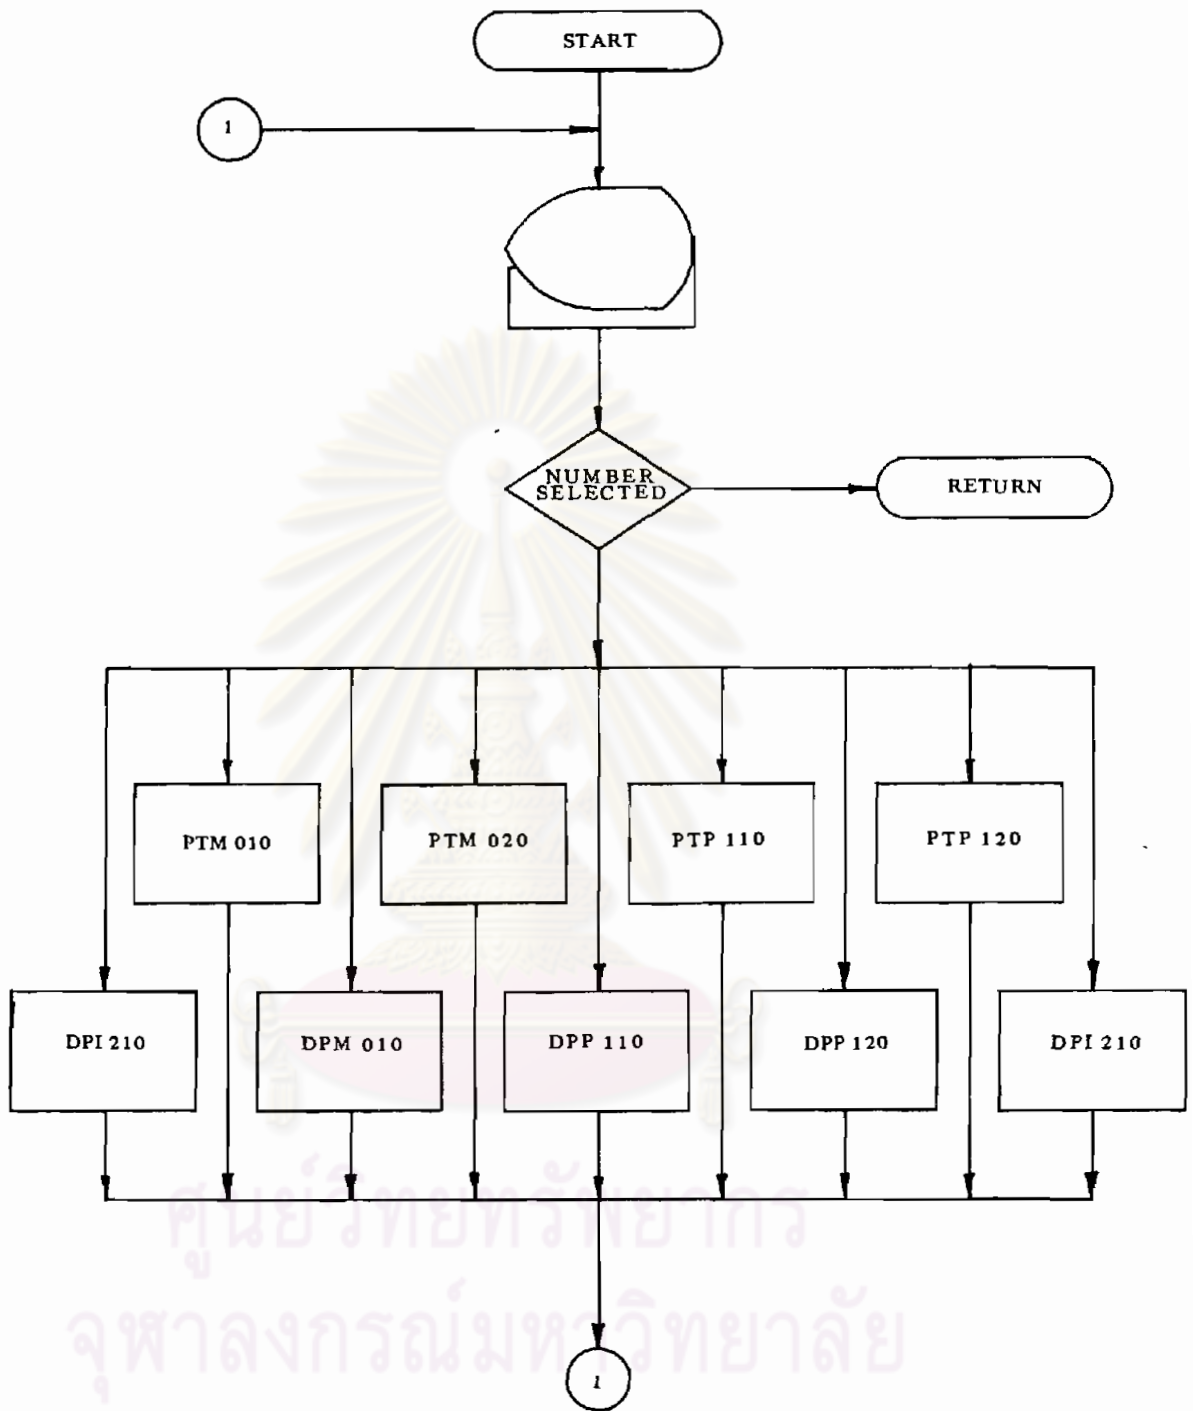 START
1
NUMBER
SELECTED
RETURN
PTM 010
PTM 020
PTP 110
PTP 120
DPI 210
DPM 010
DPP 110
DPP 120
DPI 210
ศูนย์วิทยทรัพยากร
จุฬาลงกรณ์มหาวิทยาลัย
1